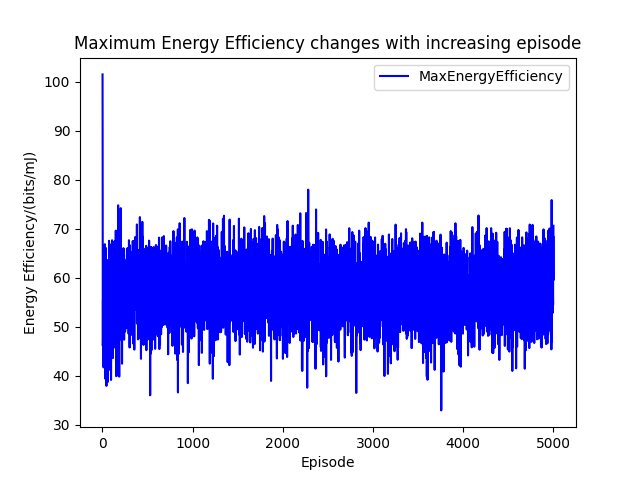 Maximum Energy Efficiency changes with increasing episode
MaxEnergyEfficiency
Energy Efficiency/(bits/mJ)
100
90
80
70
60
50
40
30
0 1000 2000 3000 4000 5000
Episode